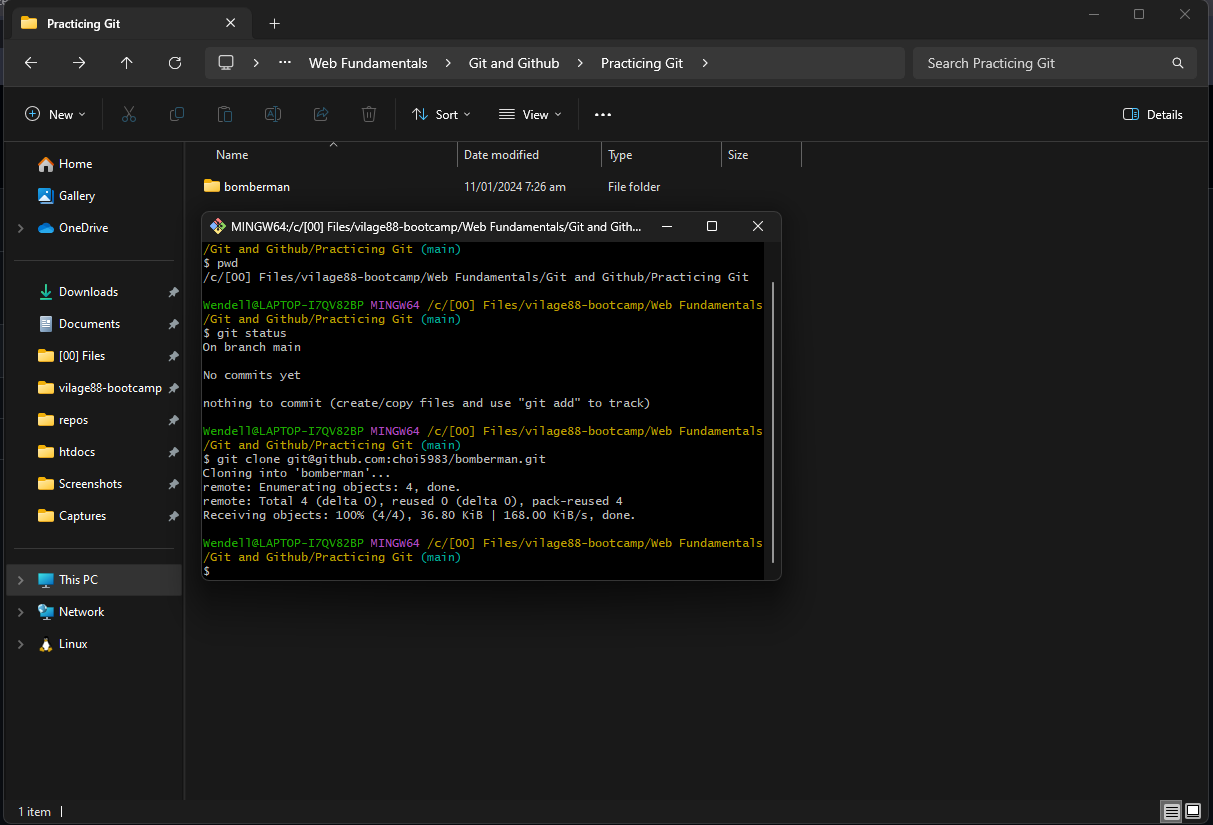 Practicing Git
Web Fundamentals
Git and Github
Practicing Git
Search Practicing Git
New
Sort
View
Details
Home
Gallery
OneDrive
Downloads
Documents
[00] Files
vilage88-bootcamp
repos
htdocs
Screenshots
Captures
This PC
Network
Linux
Name Date modified Type Size
bomberman 11/01/2024 7:26 am File folder
MINGW64:/c/[00] Files/vilage88-bootcamp/Web Fundamentals/Git and Gith...
/Git and Github/Practicing Git (main)
$ pwd
/c/[00] Files/vilage88-bootcamp/Web Fundamentals/Git and Github/Practicing Git
Wendell@LAPTOP-I7QV82BP MINGW64 /c/[00] Files/vilage88-bootcamp/Web Fundamentals
/Git and Github/Practicing Git (main)
$ git status
On branch main
No commits yet
nothing to commit (create/copy files and use "git add" to track)
Wendell@LAPTOP-I7QV82BP MINGW64 /c/[00] Files/vilage88-bootcamp/Web Fundamentals
/Git and Github/Practicing Git (main)
$ git clone git@github.com:choi5983/bomberman.git
Cloning into 'bomberman'...
remote: Enumerating objects: 4, done.
remote: Total 4 (delta 0), reused 0 (delta 0), pack-reused 4
Receiving objects: 100% (4/4), 36.80 KiB | 168.00 KiB/s, done.
Wendell@LAPTOP-I7QV82BP MINGW64 /c/[00] Files/vilage88-bootcamp/Web Fundamentals
/Git and Github/Practicing Git (main)
$
1 item